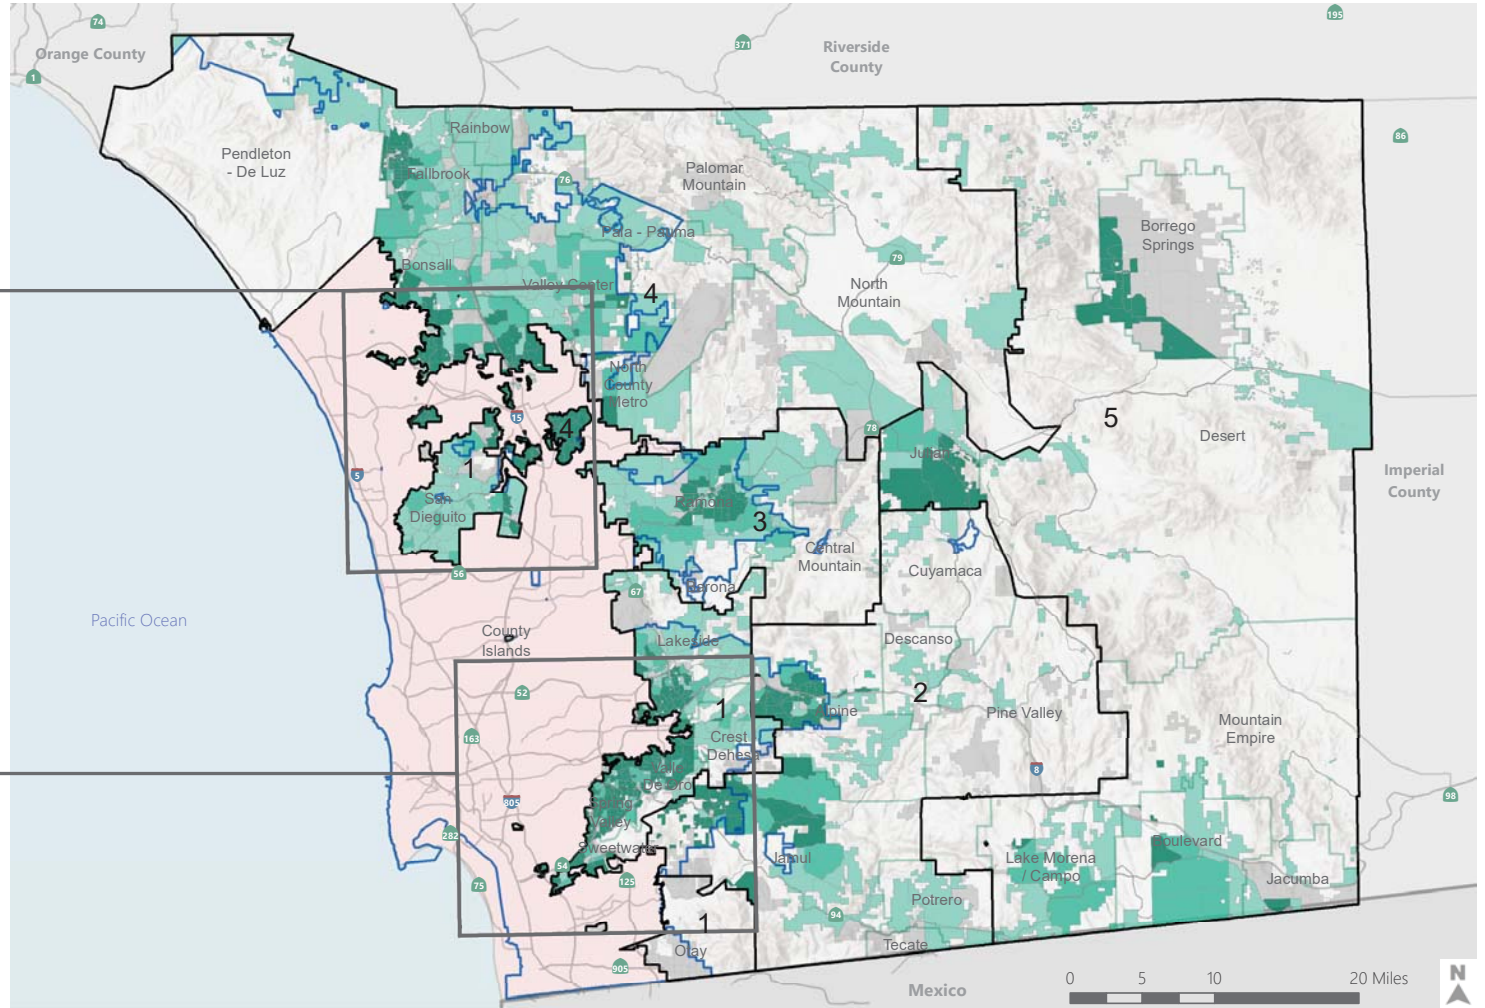 74
195
Orange County
371
Riverside
County
1
86
Rainbow
Pendleton
- De Luz
Fallbrook
76
Palomar
Mountain
Pala - Pauma
Borrego
Springs
Bonsall
79
Valley Center
4
North
Mountain
North
County
Metro
15
4
78
5
Desert
Julian
1
5
Imperial
County
San
Dieguito
Ramona
3
Central
Mountain
Cuyamaca
56
67
Barona
Pacific Ocean
County
Islands
Lakeside
Descanso
52
1
2
Alpine
Pine Valley
Mountain
Empire
163
Crest
Dehesa
8
Valle
De Oro
805
Spring
Valley
98
282
Sweetwater
Jamul
Boulevard
Lake Morena
/ Campo
54
75
125
Jacumba
Potrero
94
1
Otay
Tecate
905
Mexico
0 5 10 20 Miles
N